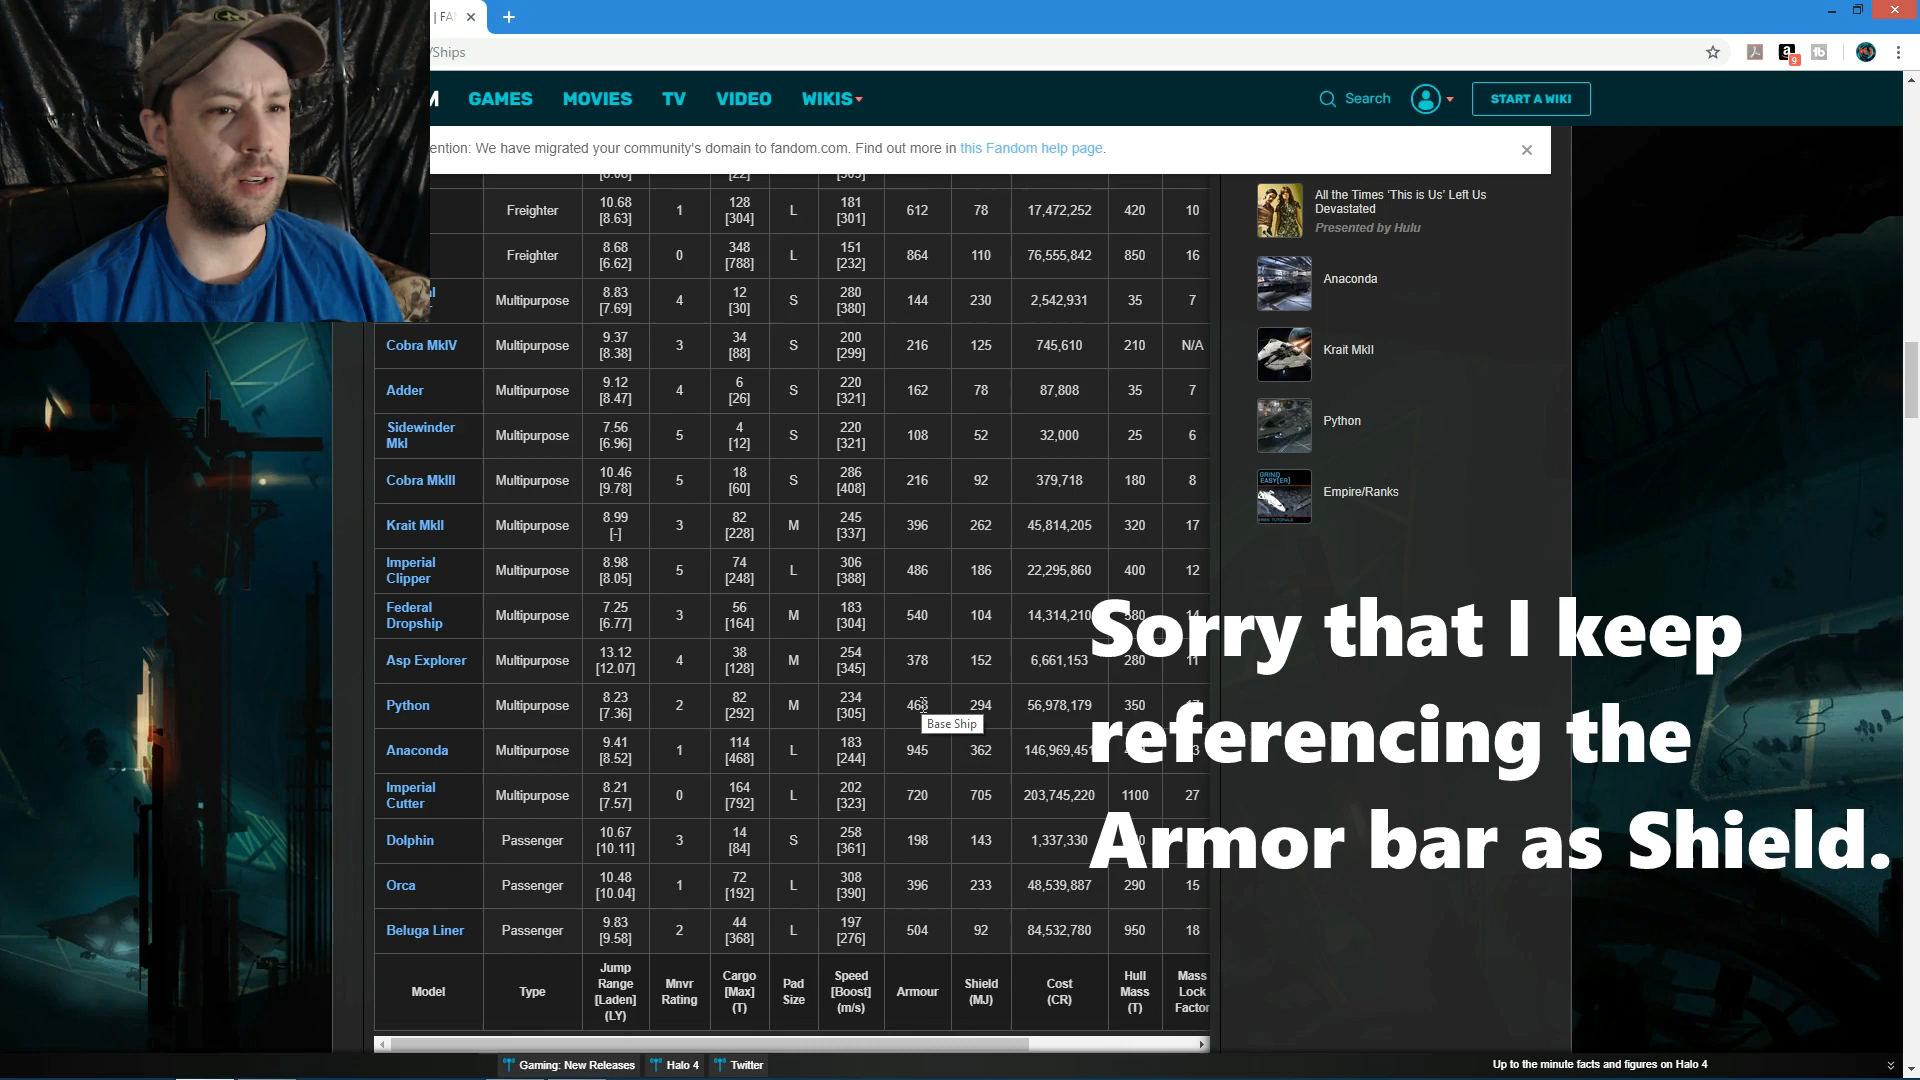 | FA
/Ships
9
GAMES MOVIES TV VIDEO WIKIS
Search
START A WIKI
ention: We have migrated your community's domain to fandom.com. Find out more in this Fandom help page.
Freighter 10.68 [8.63] 1 128 [304] L 181 [301] 612 78 17,472,252 420 10
Freighter 8.68 [6.62] 0 348 [788] L 151 [232] 864 110 76,555,842 850 16
Multipurpose 8.83 [7.69] 4 12 [30] S 280 [380] 144 230 2,542,931 35 7
Cobra MkIV Multipurpose 9.37 [8.38] 3 34 [88] S 200 [299] 216 125 745,610 210 N/A
Adder Multipurpose 9.12 [8.47] 4 6 [26] S 220 [321] 162 78 87,808 35 7
Sidewinder MkI Multipurpose 7.56 [6.96] 5 4 [12] S 220 [321] 108 52 32,000 25 6
Cobra MkIII Multipurpose 10.46 [9.78] 5 18 [60] S 286 [408] 216 92 379,718 180 8
Krait MkII Multipurpose 8.99 [-] 3 82 [228] M 245 [337] 396 262 45,814,205 320 17
Imperial Clipper Multipurpose 8.98 [8.05] 5 74 [248] L 306 [388] 486 186 22,295,860 400 12
Federal Dropship Multipurpose 7.25 [6.77] 3 56 [164] M 183 [304] 540 104 14,314,210 580 14
Asp Explorer Multipurpose 13.12 [12.07] 4 38 [128] M 254 [345] 378 152 6,661,153 280 11
Python Multipurpose 8.23 [7.36] 2 82 [292] M 234 [305] 468 294 56,978,179 350 17
Base Ship
Anaconda Multipurpose 9.41 [8.52] 1 114 [468] L 183 [244] 945 362 146,969,451
Imperial Cutter Multipurpose 8.21 [7.57] 0 164 [792] L 202 [323] 720 705 203,745,220 1100 27
Dolphin Passenger 10.67 [10.11] 3 14 [84] S 258 [361] 198 143 1,337,330
Orca Passenger 10.48 [10.04] 1 72 [192] L 308 [390] 396 233 48,539,887 290 15
Beluga Liner Passenger 9.83 [9.58] 2 44 [368] L 197 [276] 504 92 84,532,780 950 18
Model Type Jump Range [Laden] (LY) Mnvr Rating Cargo [Max] (T) Pad Size Speed [Boost] (m/s) Armour Shield (MJ) Cost (CR) Hull Mass (T) Mass Lock Factor
All the Times 'This is Us' Left Us
Devastated
Presented by Hulu
Anaconda
Krait MkII
Python
GRIND
EASY[ER]
Empire/Ranks
Sorry that I keep
referencing the
Armor bar as Shield.
Gaming: New Releases Halo 4 Twitter
Up to the minute facts and figures on Halo 4